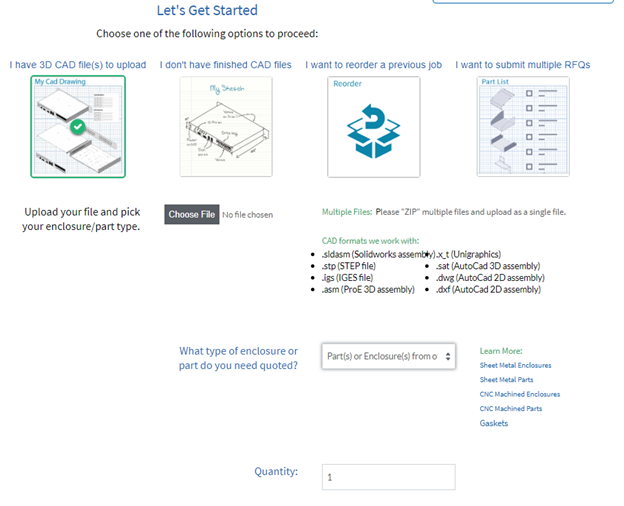 Let's Get Started
Choose one of the following options to proceed:
I have 3D CAD file(s) to upload
I don't have finished CAD files
I want to reorder a previous job
I want to submit multiple RFQs
My Cad Drawing
My Sketch
Reorder
Part List
Upload your file and pick
your enclosure/part type.
Choose File No file chosen
Multiple Files: Please "ZIP" multiple files and upload as a single file.
CAD formats we work with:
• .sldasm (Solidworks assembly)
• .stp (STEP file)
• .igs (IGES file)
• .asm (ProE 3D assembly)
• .x_t (Unigraphics)
• .sat (AutoCad 3D assembly)
• .dwg (AutoCad 2D assembly)
• .dxf (AutoCad 2D assembly)
What type of enclosure or
part do you need quoted?
Part(s) or Enclosure(s) from o
Learn More:
Sheet Metal Enclosures
Sheet Metal Parts
CNC Machined Enclosures
CNC Machined Parts
Gaskets
Quantity:
1